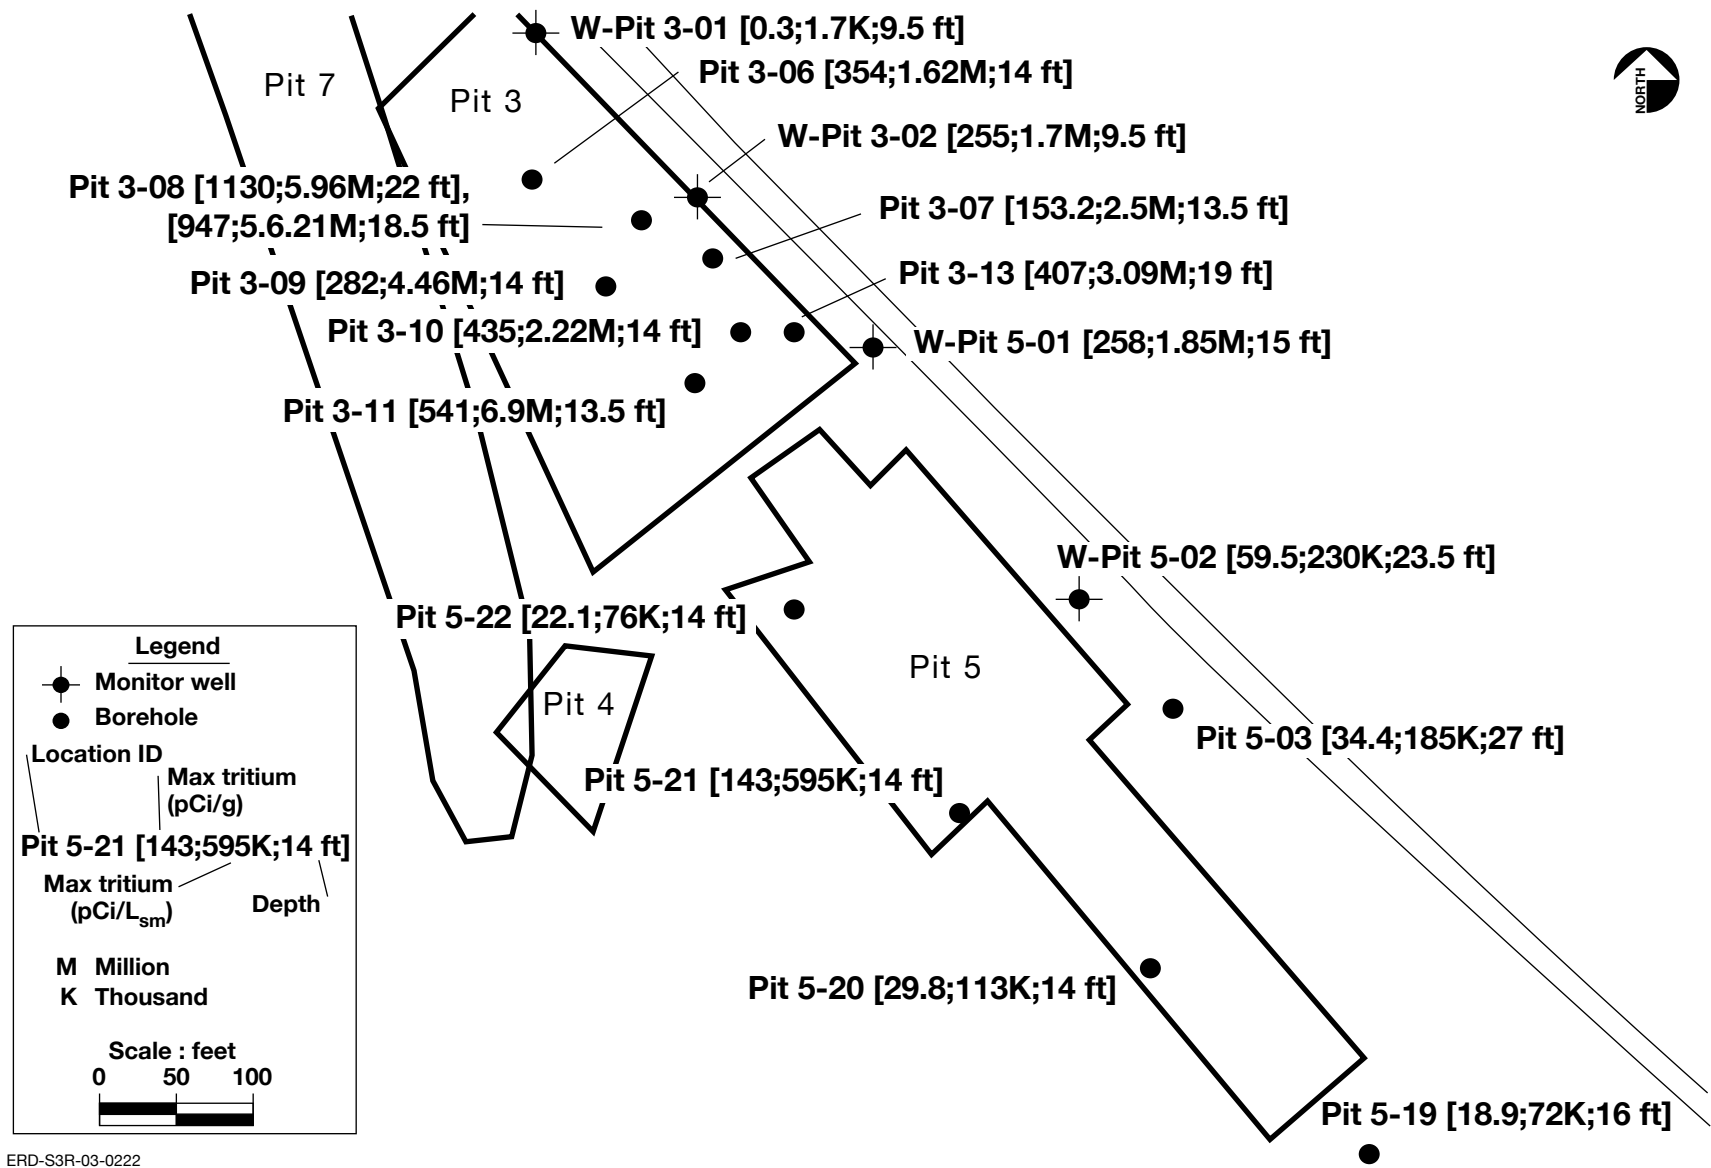 W-Pit 3-01 [0.3;1.7K;9.5 ft]
Pit 7
Pit 3
Pit 3-06 [354;1.62M;14 ft]
NORTH
W-Pit 3-02 [255;1.7M;9.5 ft]
Pit 3-08 [1130;5.96M;22 ft],
[947;5.6.21M;18.5 ft]
Pit 3-07 [153.2;2.5M;13.5 ft]
Pit 3-09 [282;4.46M;14 ft]
Pit 3-13 [407;3.09M;19 ft]
Pit 3-10 [435;2.22M;14 ft]
W-Pit 5-01 [258;1.85M;15 ft]
Pit 3-11 [541;6.9M;13.5 ft]
W-Pit 5-02 [59.5;230K;23.5 ft]
Pit 5-22 [22.1;76K;14 ft]
Pit 5
Pit 4
Pit 5-03 [34.4;185K;27 ft]
Pit 5-21 [143;595K;14 ft]
Pit 5-20 [29.8;113K;14 ft]
Pit 5-19 [18.9;72K;16 ft]
Legend
Monitor well
Borehole
Location ID
Max tritium
(pCi/g)
Pit 5-21 [143;595K;14 ft]
Max tritium
(pCi/Lsm)
Depth
M Million
K Thousand
Scale : feet
0 50 100
ERD-S3R-03-0222